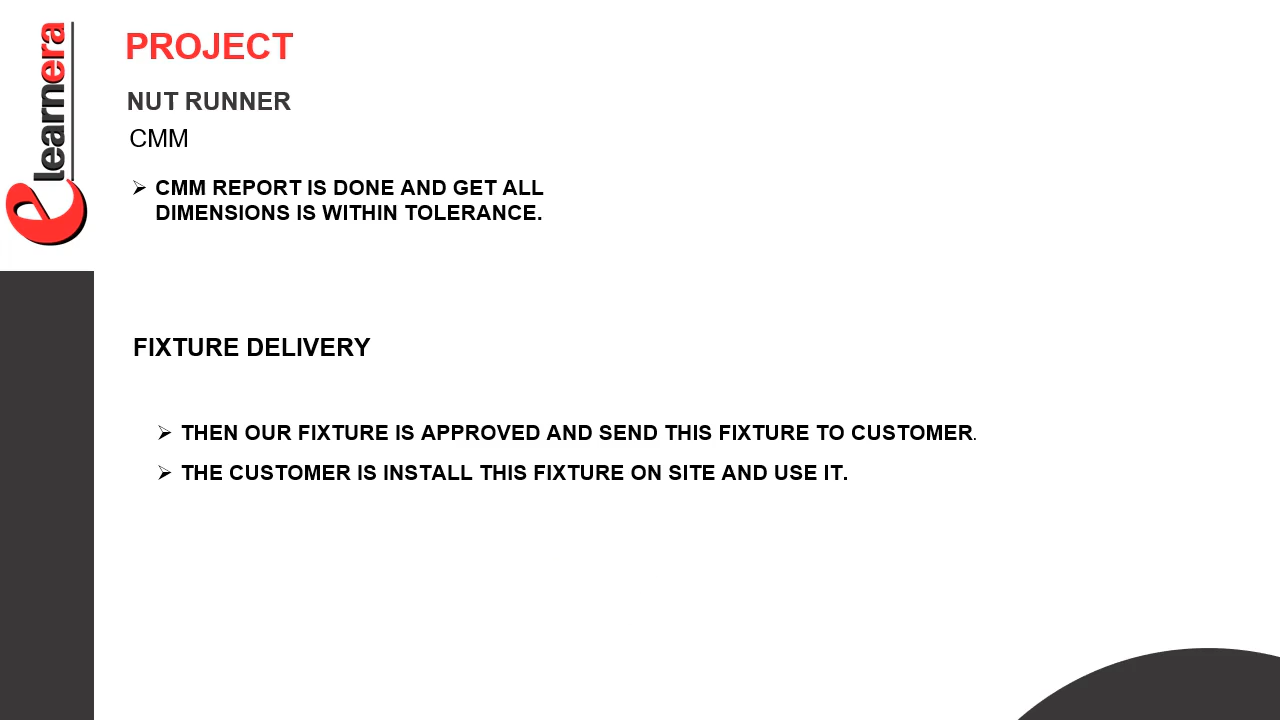 elearnera
PROJECT
NUT RUNNER
CMM
➢ CMM REPORT IS DONE AND GET ALL
DIMENSIONS IS WITHIN TOLERANCE.
FIXTURE DELIVERY
➢ THEN OUR FIXTURE IS APPROVED AND SEND THIS FIXTURE TO CUSTOMER.
➢ THE CUSTOMER IS INSTALL THIS FIXTURE ON SITE AND USE IT.